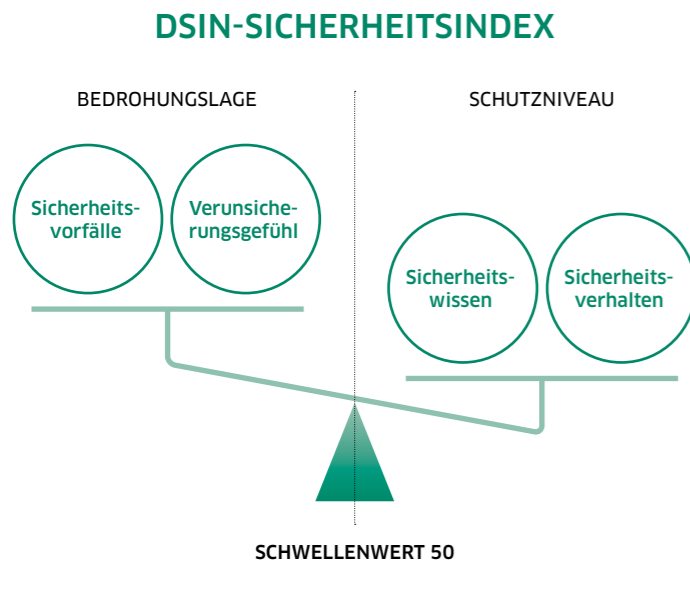 DSIN-SICHERHEITSINDEX
BEDROHUNGSLAGE
SCHUTZNIVEAU
Sicherheits-
vorfälle
Verunsiche-
rungsgefühl
Sicherheits-
wissen
Sicherheits-
verhalten
SCHWELLENWERT 50